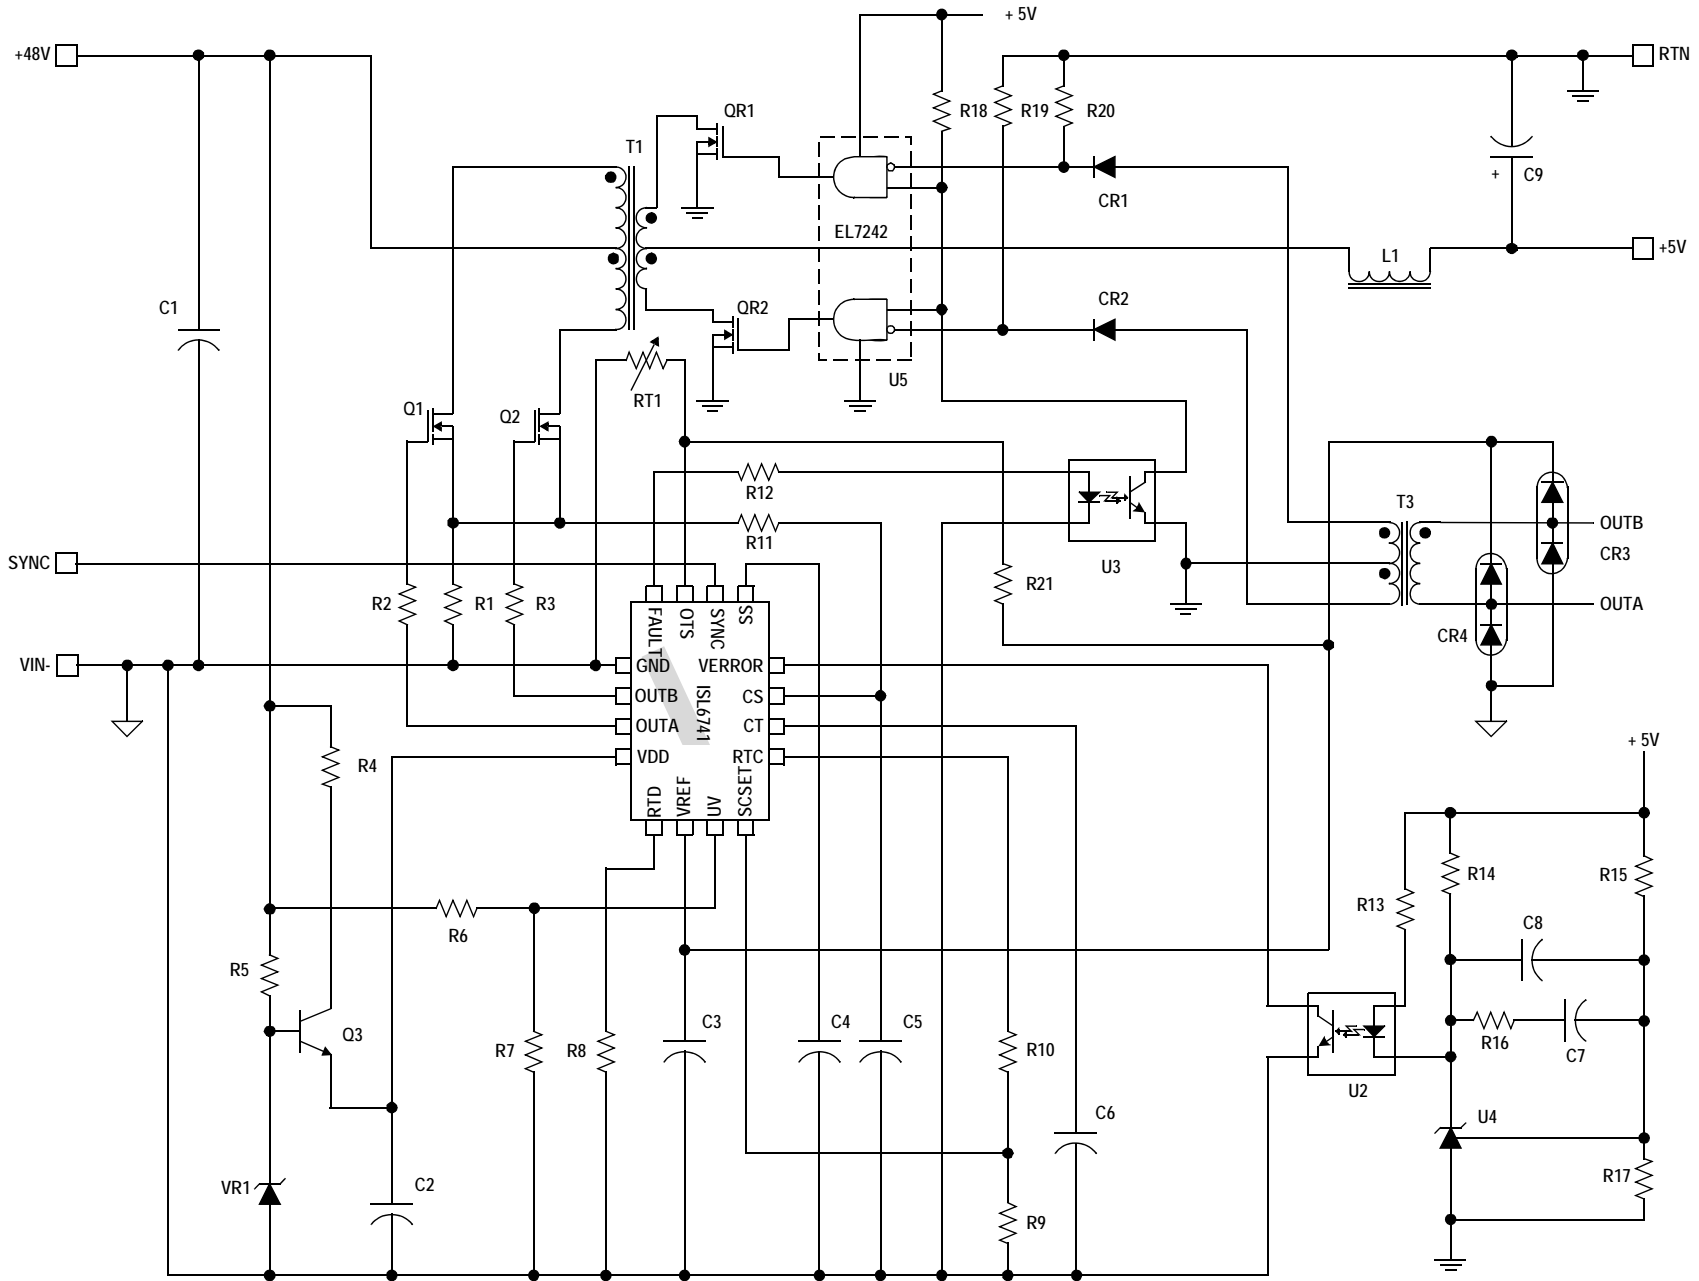 + 5V
+48V
RTN
QR1
R18
R19
R20
T1
C9
+
CR1
EL7242
L1
+5V
C1
QR2
CR2
U5
RT1
Q1
Q2
R12
T3
OUTB
R11
CR3
SYNC
U3
R21
R2
R1
R3
OUTA
FAULT
OTS
SYNC
SS
CR4
VIN-
GND
VERROR
OUTB
CS
ISL6741
OUTA
CT
VDD
RTC
RTD
VREF
UV
SCSET
+ 5V
R4
R14
R15
R13
R6
C8
R5
Q3
C3
C4
C5
R7
R8
R10
R16
C7
U2
C6
U4
R17
VR1
C2
R9